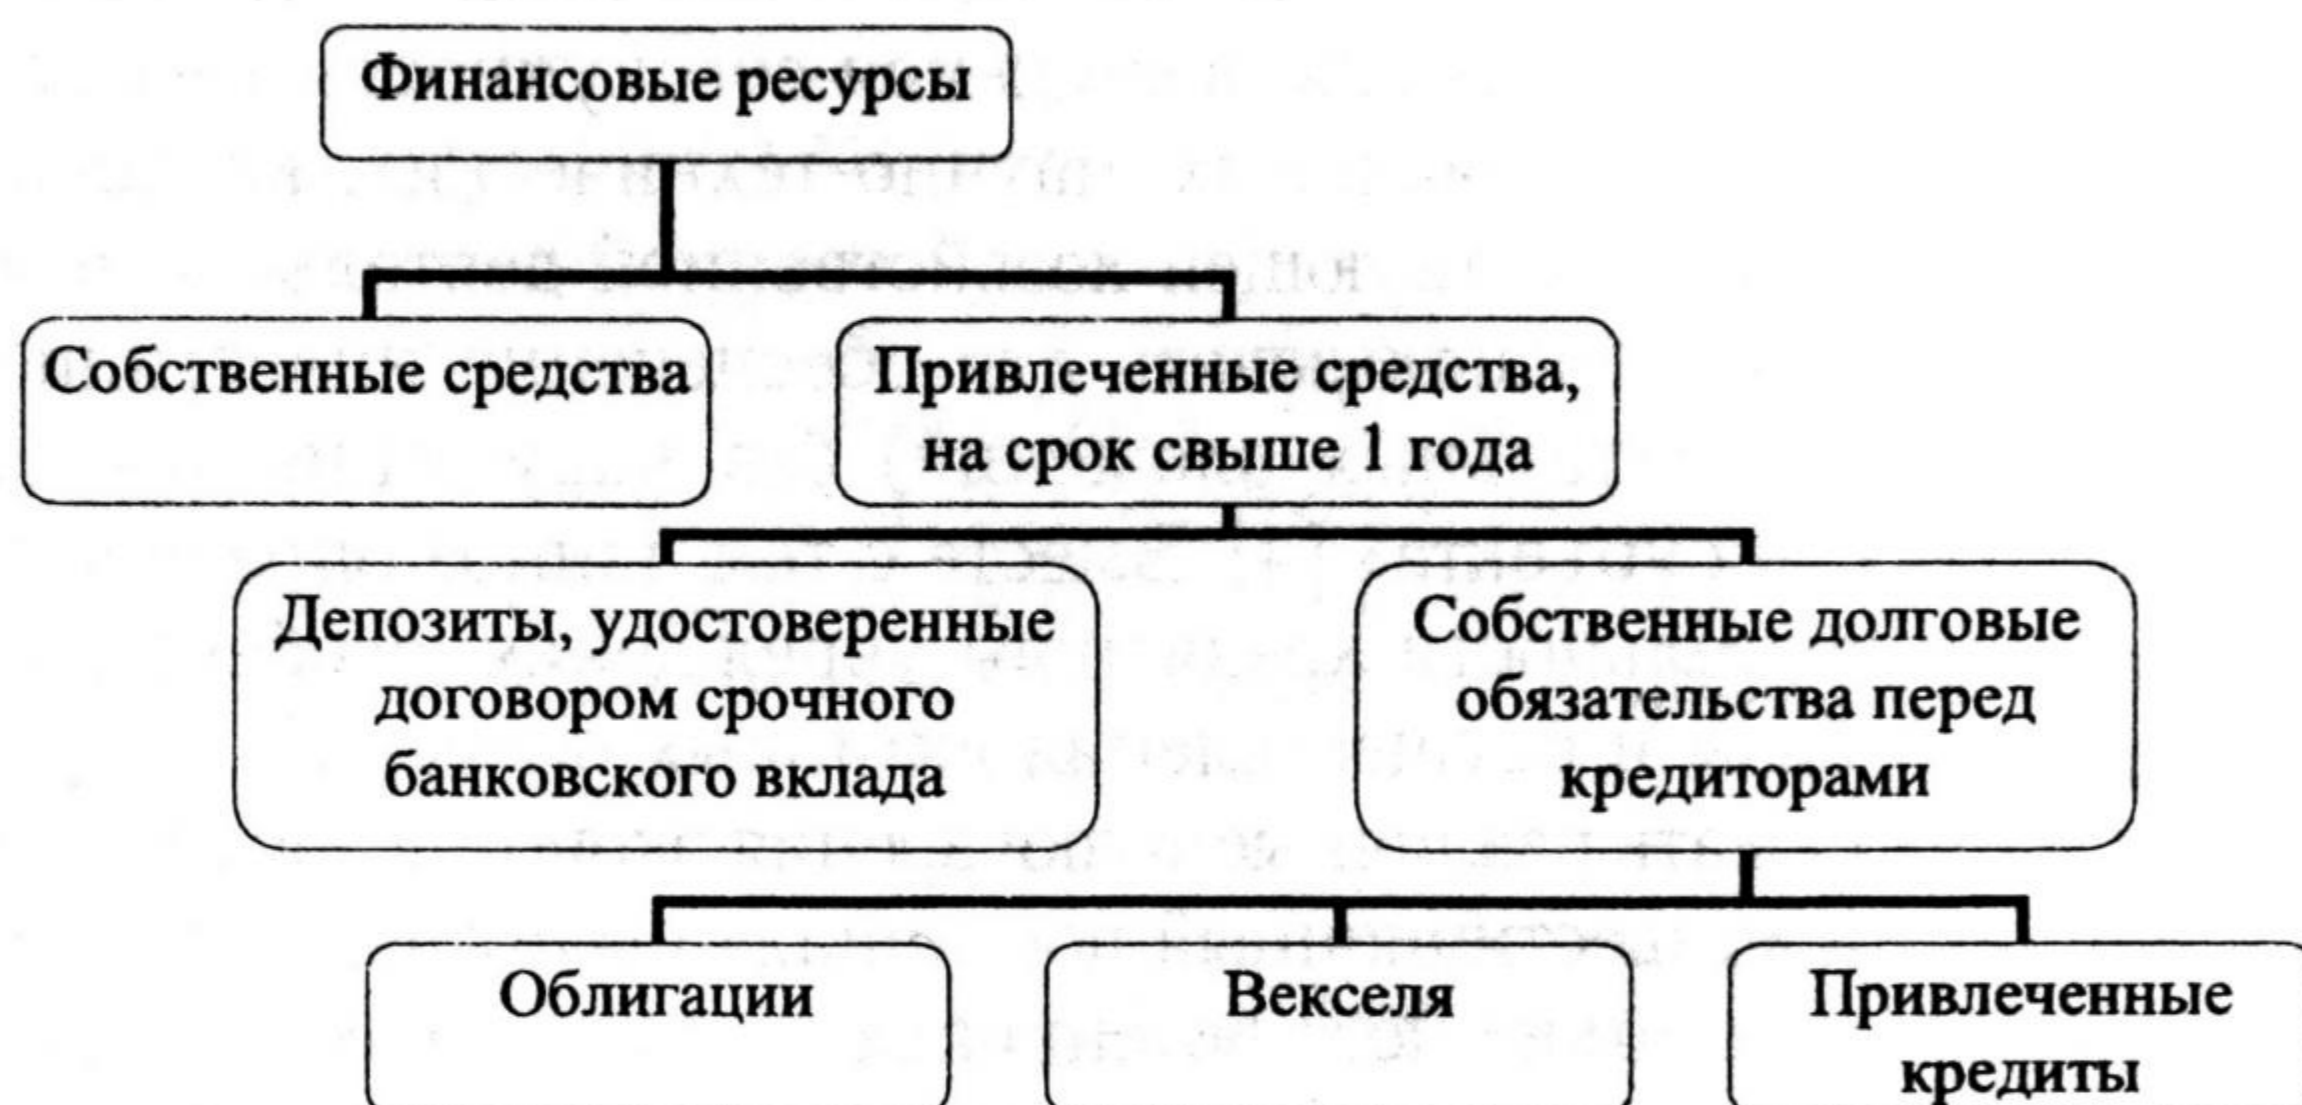 Финансовые ресурсы
Собственные средства
Привлеченные средства,
на срок свыше 1 года
Депозиты, удостоверенные
договором срочного
банковского вклада
Собственные долговые
обязательства перед
кредиторами
Облигации
Векселя
Привлеченные
кредиты